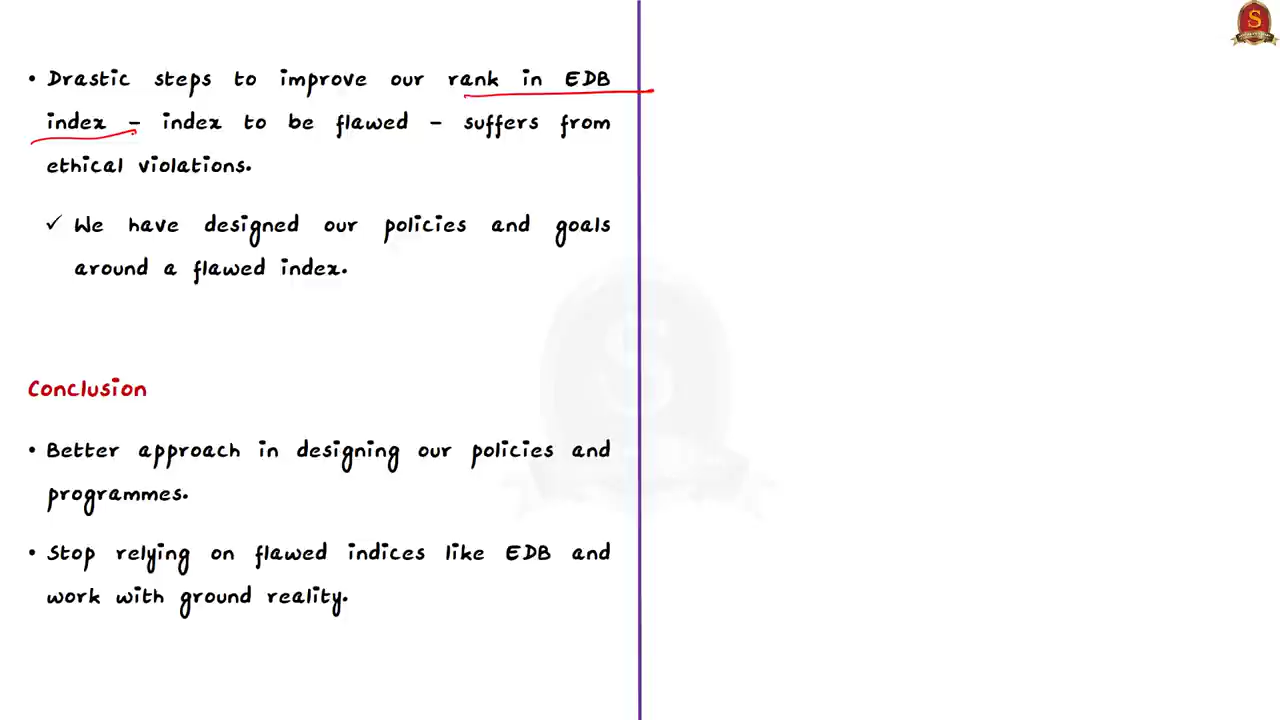 • Drastic steps to improve our rank in EDB
index - index to be flawed - suffers from
ethical violations.
✓ We have designed our policies and goals
around a flawed index.
Conclusion
• Better approach in designing our policies and
programmes.
• Stop relying on flawed indices like EDB and
work with ground reality.
S